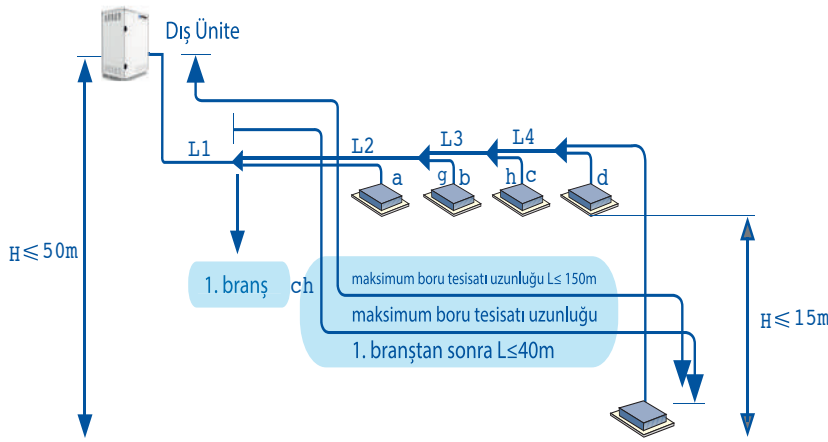 Dış Ünite
L1
L2
L3
L4
a
g b
h c
d
H≤50m
1. branş
ch
maksimum boru tesisatı uzunluğu L≤ 150m
maksimum boru tesisatı uzunluğu
1. branştan sonra L≤40m
H≤15m